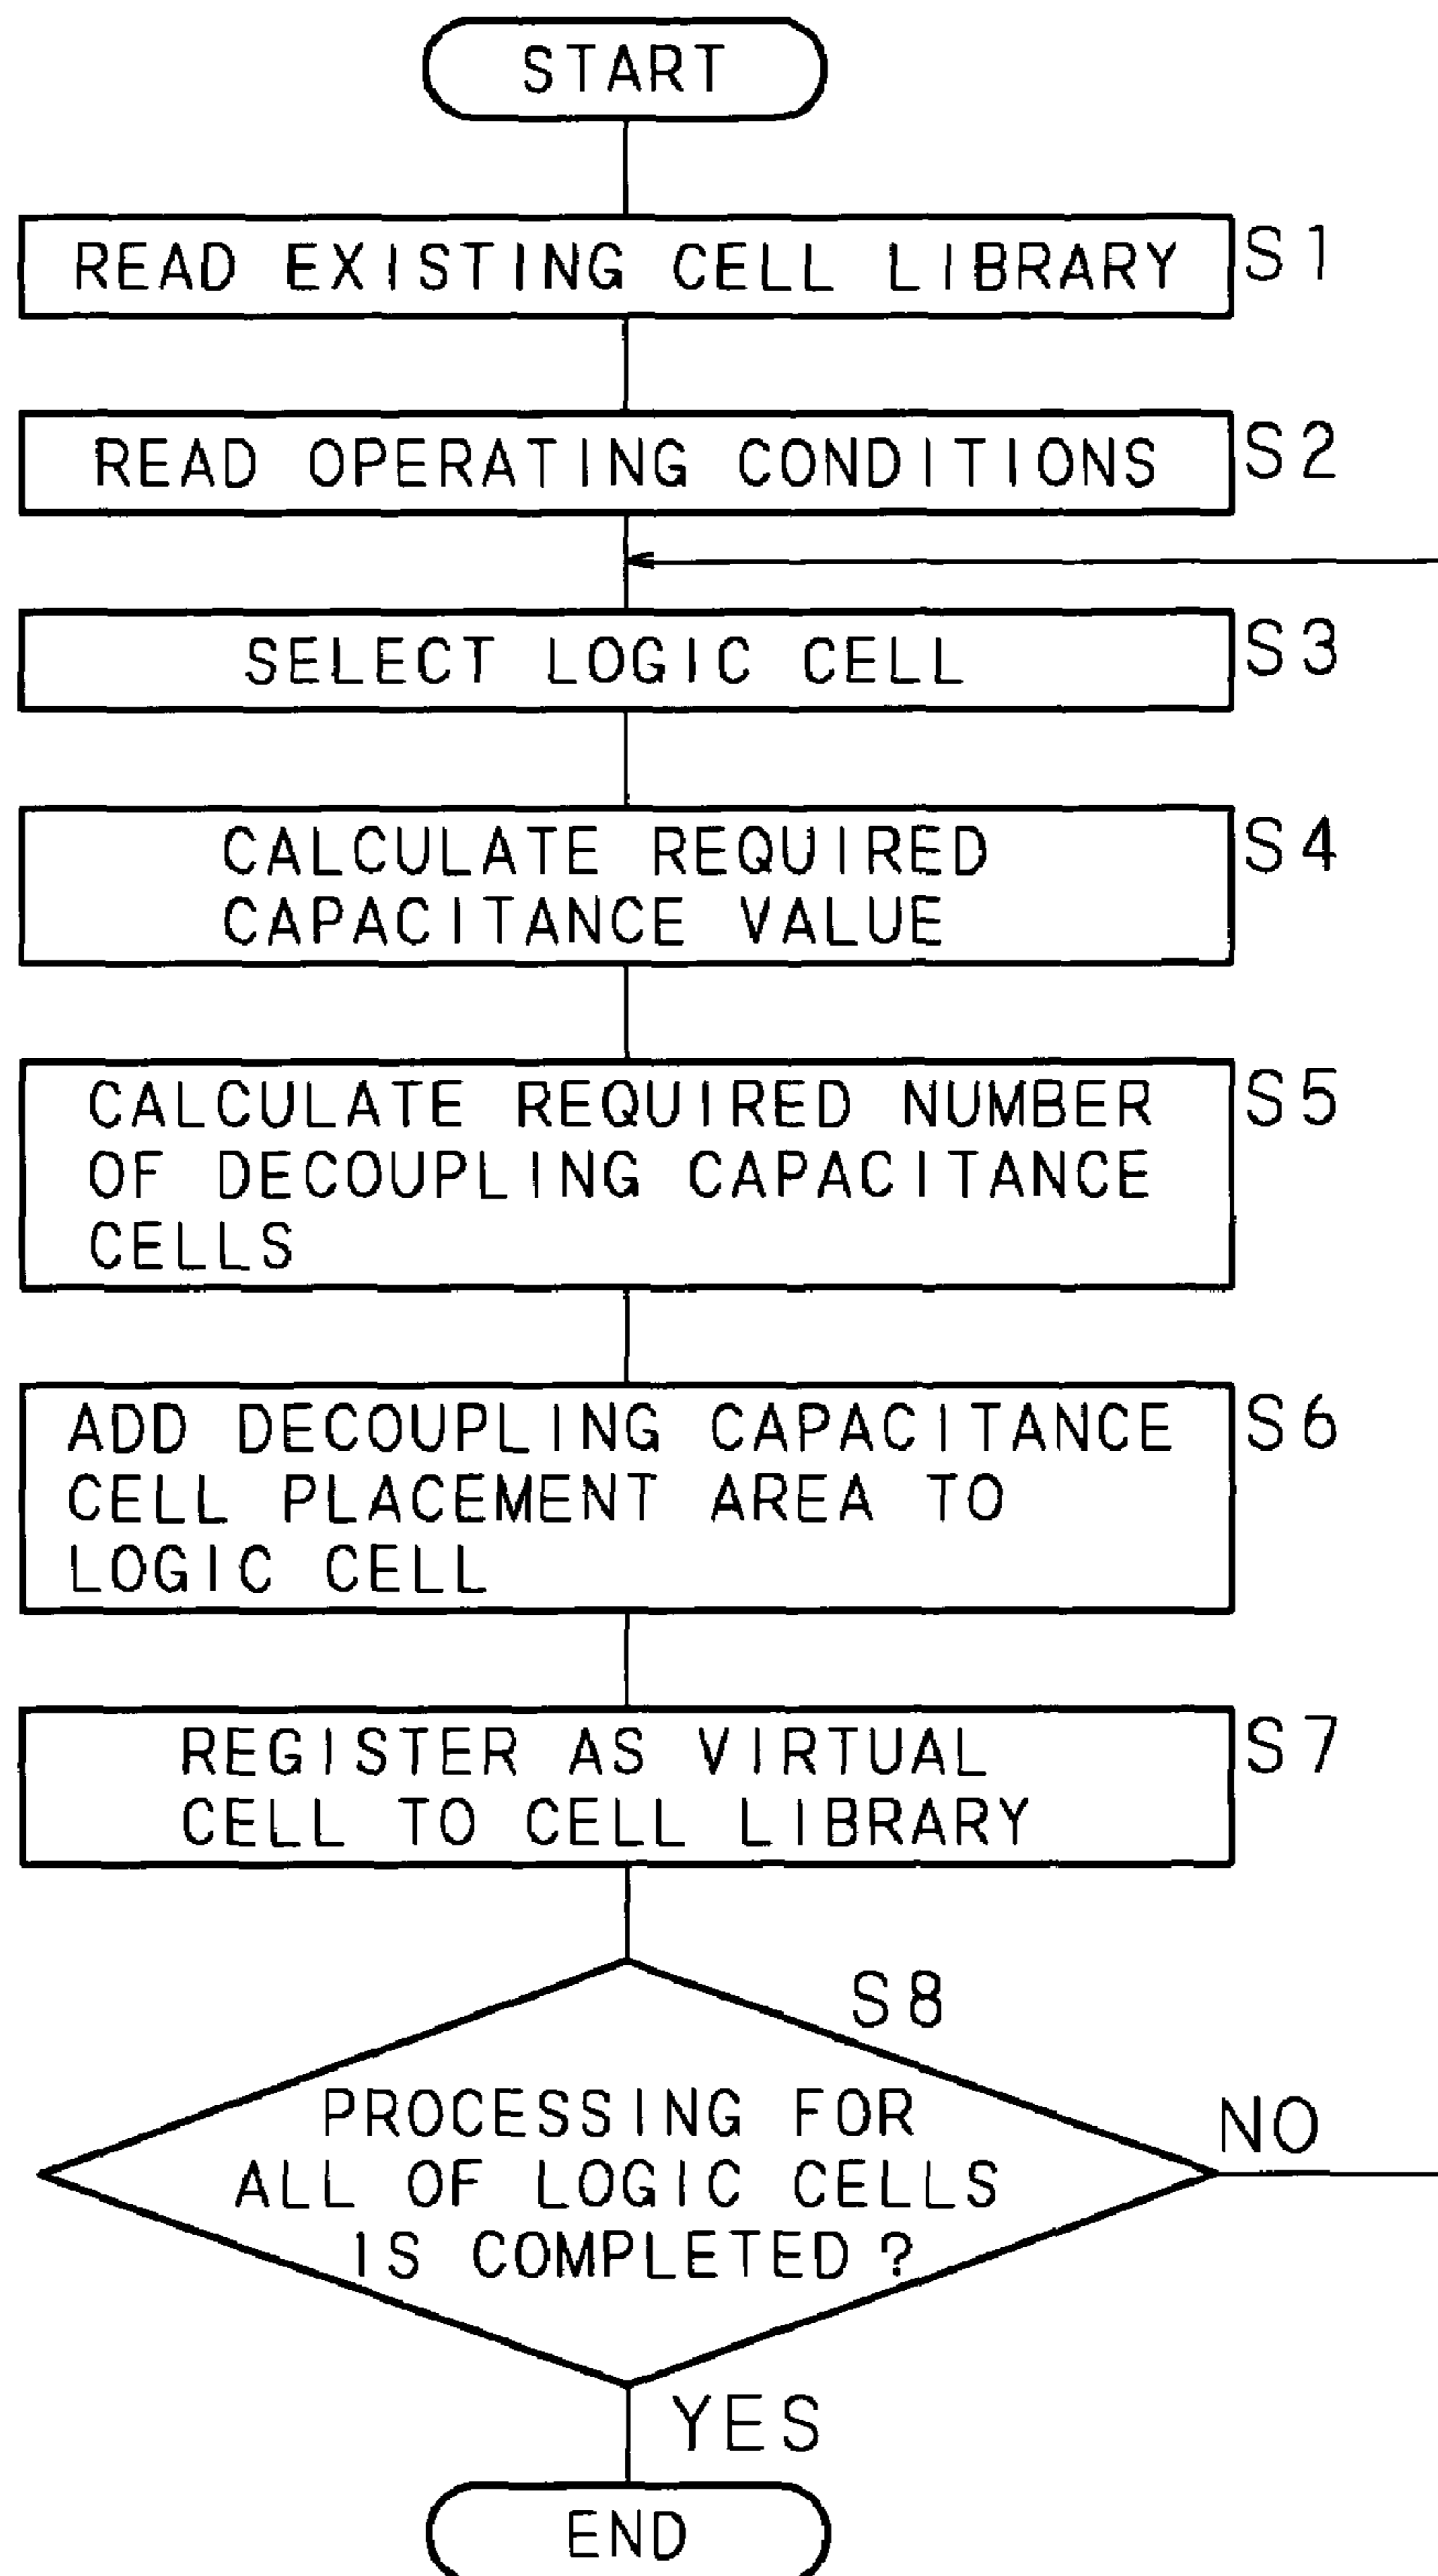 START
READ EXISTING CELL LIBRARY S1
READ OPERATING CONDITIONS S2
SELECT LOGIC CELL S3
CALCULATE REQUIRED S4
CAPACITANCE VALUE
CALCULATE REQUIRED NUMBER S5
OF DECOUPLING CAPACITANCE
CELLS
ADD DECOUPLING CAPACITANCE S6
CELL PLACEMENT AREA TO
LOGIC CELL
REGISTER AS VIRTUAL S7
CELL TO CELL LIBRARY
S8
PROCESSING FOR
ALL OF LOGIC CELLS
IS COMPLETED?
NO
YES
END